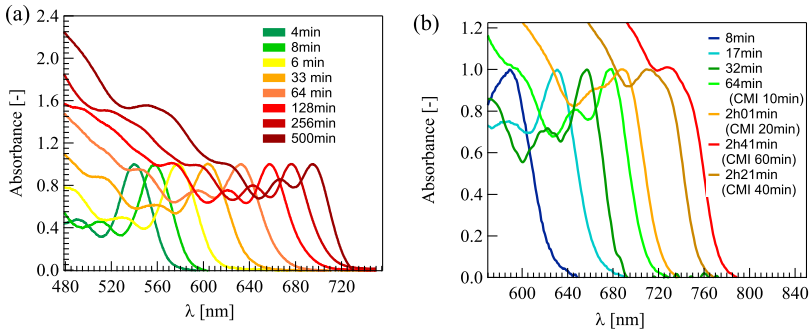 (a)
Absorbance [-]
2.4
2.0
1.6
1.2
0.8
0.4
0.0
480
520
560
600
640
680
720
λ [nm]
4min
8min
6 min
33 min
64 min
128min
256min
500min
(b)
Absorbance [-]
1.2
1.0
0.8
0.6
0.4
0.2
0.0
600
640
680
720
760
800
840
λ [nm]
8min
17min
32min
64min
(CMI 10min)
2h01min
(CMI 20min)
2h41min
(CMI 60min)
2h21min
(CMI 40min)